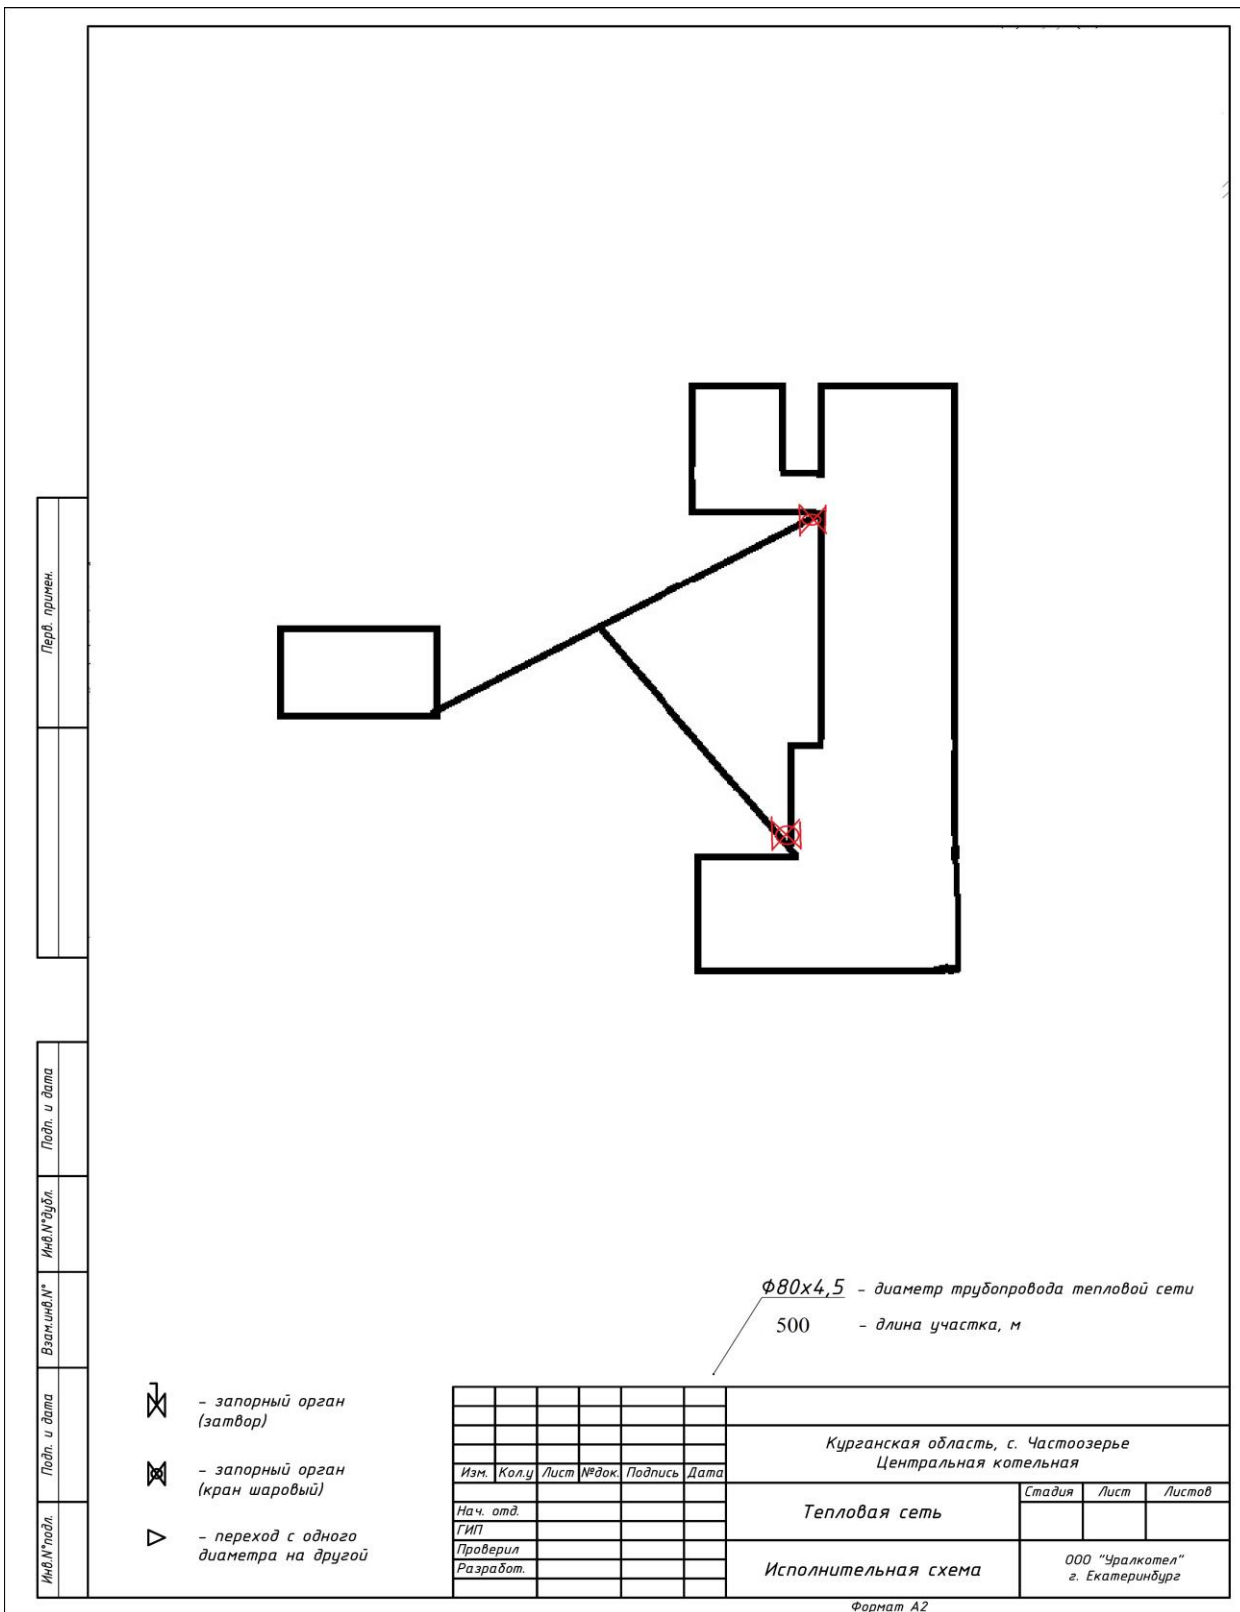 Перв. примен.
Подп. и дата
Инв.N°дубл.
Взам.инв.N°
Подп. и дата
Инв.N°подл.
Ф80х4,5 - диаметр трубопровода тепловой сети
500 - длина участка, м
- запорный орган
(затвор)
- запорный орган
(кран шаровый)
- переход с одного
диаметра на другой
Изм. Кол.у Лист №док. Подпись Дата
Нач. отд.
ГИП
Проверил
Разработ.
Курганская область, с. Частоозерье
Центральная котельная
Тепловая сеть
Стадия Лист Листов
Исполнительная схема
ООО "Уралкотел"
г. Екатеринбург
Формат А2